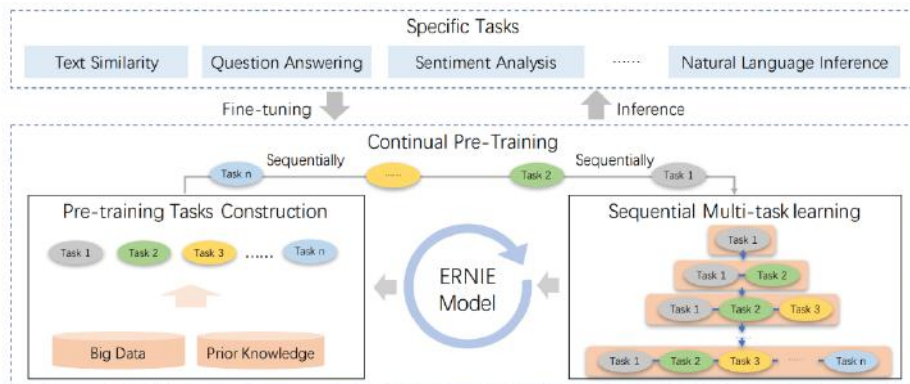 Specific Tasks
Text Similarity
Question Answering
Sentiment Analysis
......
Natural Language Inference
Fine-tuning
Inference
Continual Pre-Training
Sequentially
Sequentially
Task n
......
Task 2
Task 1
Pre-training Tasks Construction
Task 1
Task 2
Task 3
......
Task n
Big Data
Prior Knowledge
ERNIE
Model
Sequential Multi-task learning
Task 1
Task 1
Task 2
Task 1
Task 2
Task 3
Task 1
Task 2
Task 3
......
Task n